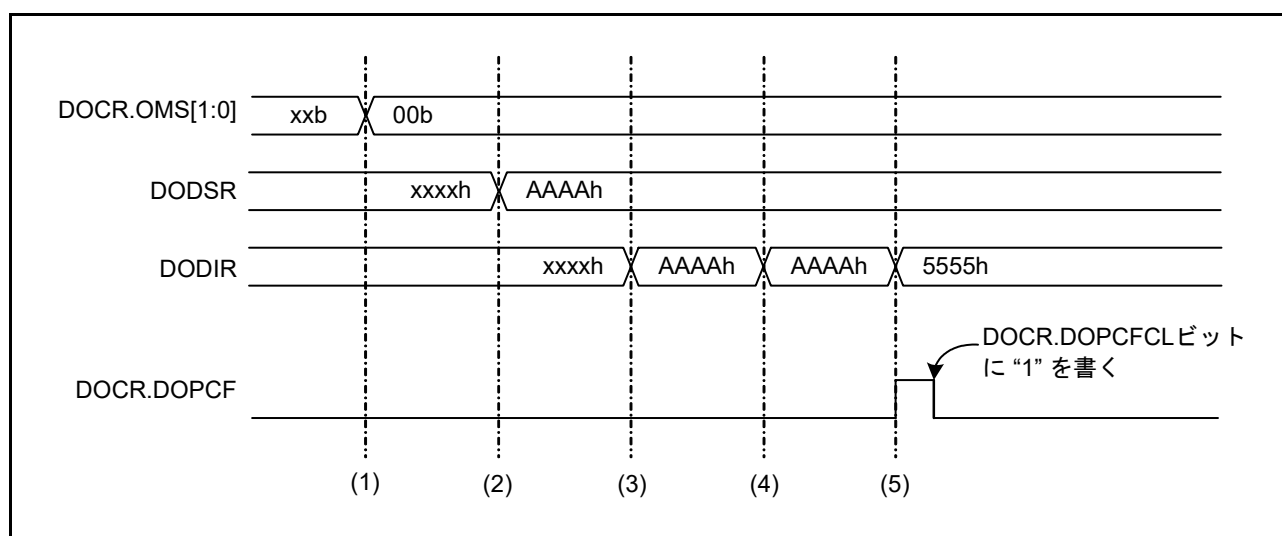 DOCR.OMS[1:0] xxb 00b
DODSR xxxxh AAAAh
DODIR xxxxh AAAAh AAAAh 5555h
DOCR.DOPCFCLビット
に “1” を書く
DOCR.DOPCF
(1) (2) (3) (4) (5)